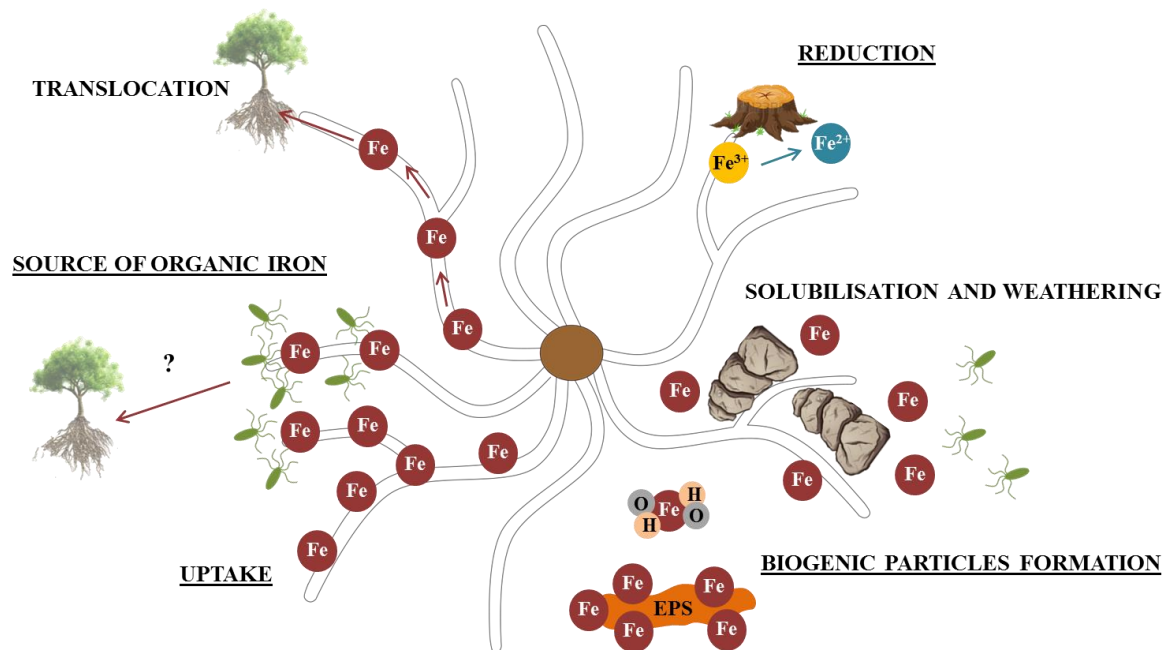 REDUCTION
TRANSLOCATION
Fe
Fe³⁺
Fe²⁺
Fe
SOURCE OF ORGANIC IRON
SOLUBILISATION AND WEATHERING
Fe
Fe
?
Fe
Fe
Fe
Fe
Fe
Fe
Fe
Fe
Fe
Fe
Fe
Fe
O
Fe
H
H
O
Fe
UPTAKE
BIOGENIC PARTICLES FORMATION
Fe
Fe
Fe
EPS
Fe
Fe